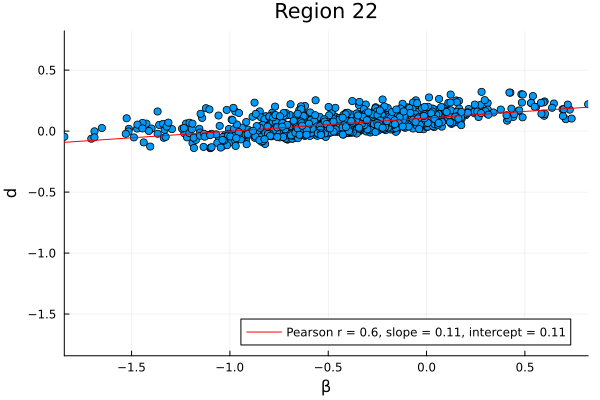 Region 22
d
0.5
0.0
−0.5
−1.0
−1.5
Pearson r = 0.6, slope = 0.11, intercept = 0.11
−1.5 −1.0 −0.5 0.0 0.5
β